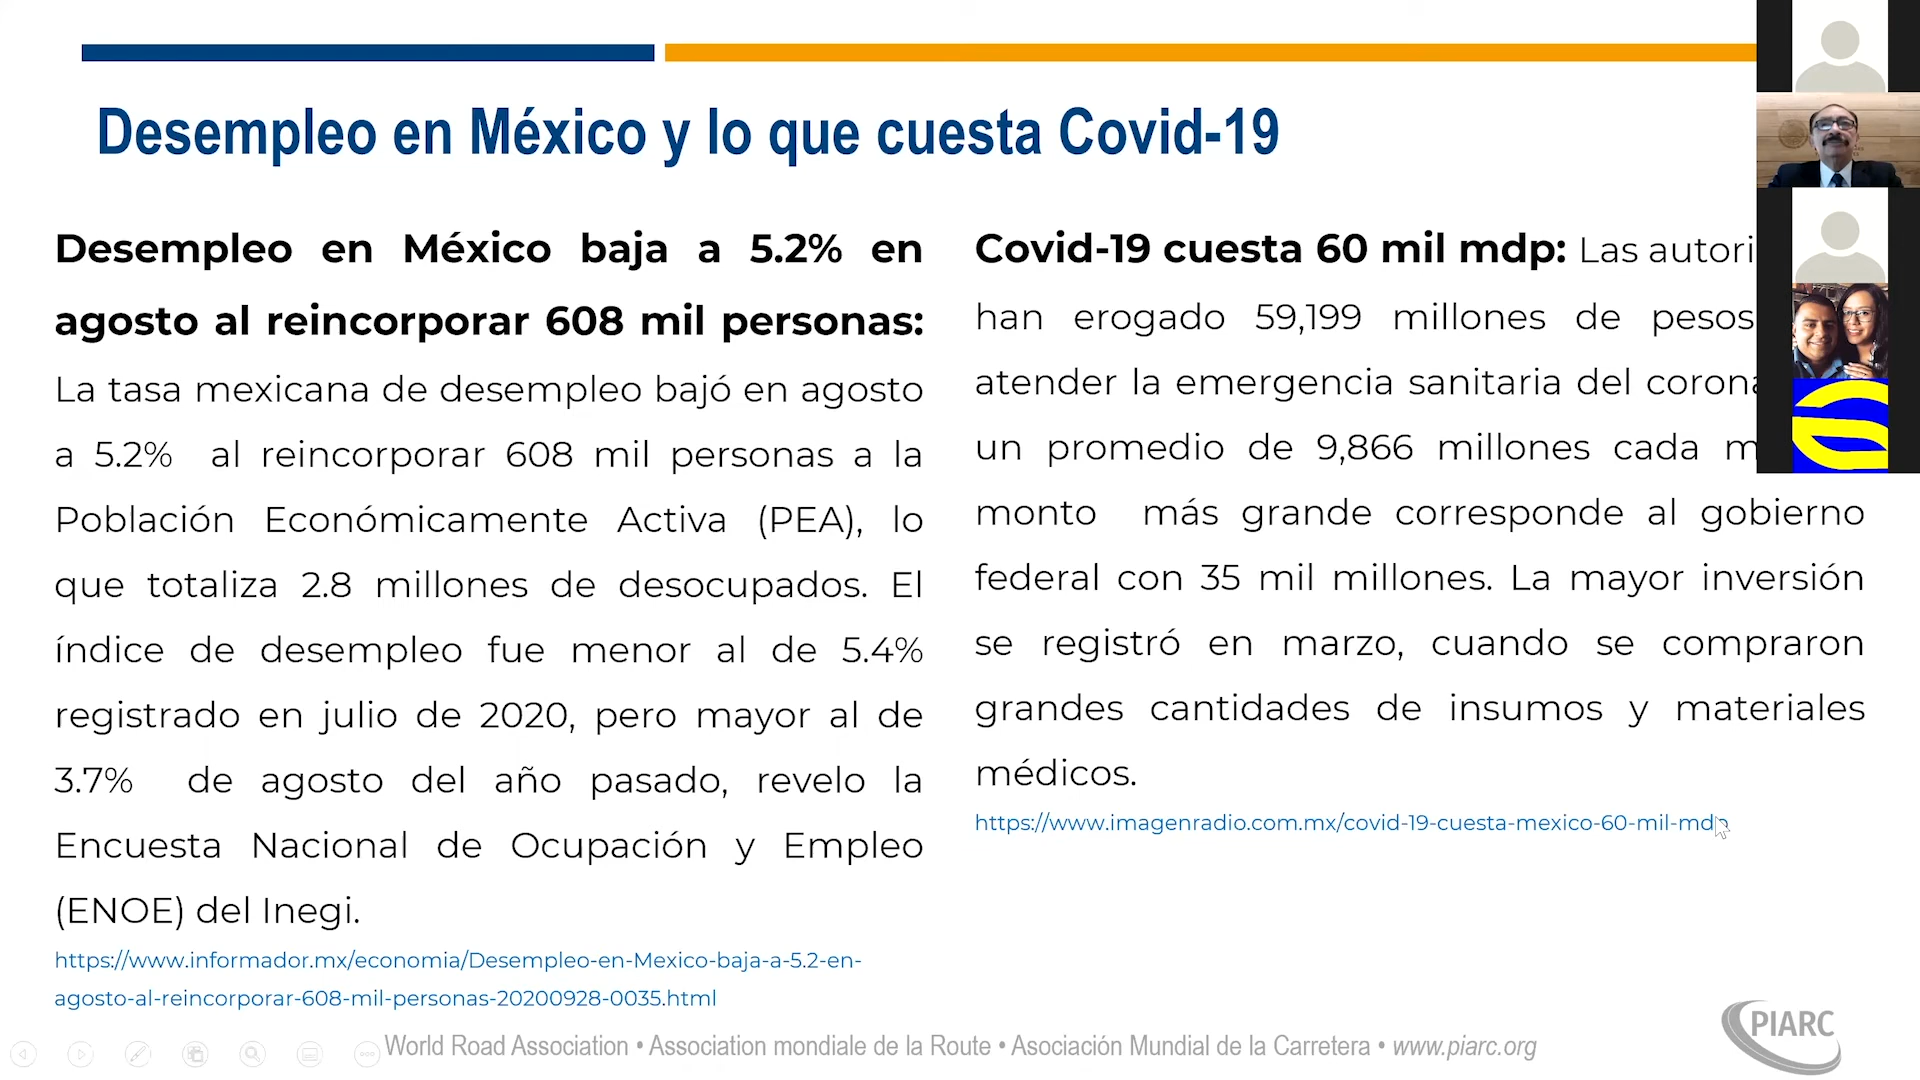 Desempleo en México y lo que cuesta Covid-19
Desempleo en México baja a 5.2% en
agosto al reincorporar 608 mil personas:
La tasa mexicana de desempleo bajó en agosto
a 5.2% al reincorporar 608 mil personas a la
Población Económicamente Activa (PEA), lo
que totaliza 2.8 millones de desocupados. El
índice de desempleo fue menor al de 5.4%
registrado en julio de 2020, pero mayor al de
3.7% de agosto del año pasado, revelo la
Encuesta Nacional de Ocupación y Empleo
(ENOE) del Inegi.
https://www.informador.mx/economia/Desempleo-en-Mexico-baja-a-5.2-en-
agosto-al-reincorporar-608-mil-personas-20200928-0035.html
Covid-19 cuesta 60 mil mdp: Las
han erogado 59,199 millones de pesos
atender la emergencia sanitaria del
un promedio de 9,866 millones cada
monto más grande corresponde al gobierno
federal con 35 mil millones. La mayor inversión
se registró en marzo, cuando se compraron
grandes cantidades de insumos y materiales
médicos.
https://www.imagenradio.com.mx/covid-19-cuesta-mexico-60-mil-mdp
World Road Association • Association mondiale de la Route • Asociación Mundial de la Carretera • www.piarc.org
PIARC